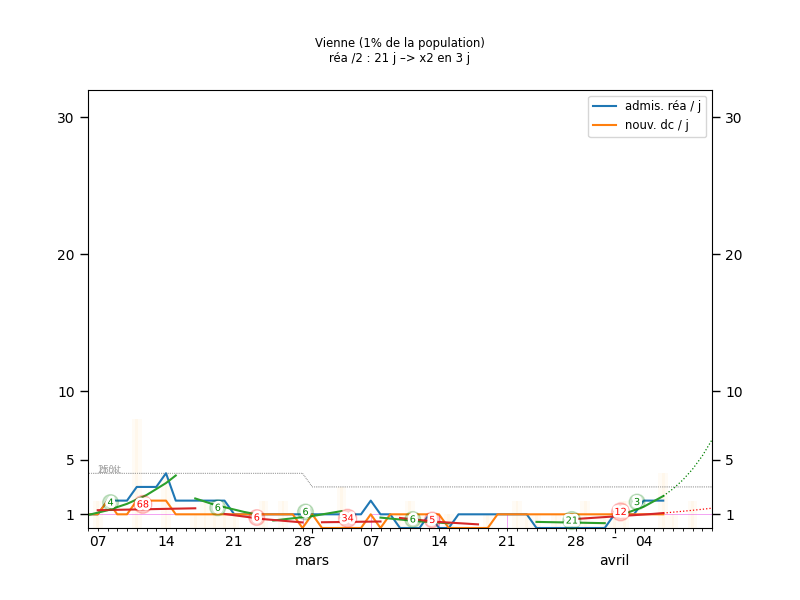 Vienne (1% de la population)
réa /2 : 21 j –> x2 en 3 j
admis. réa / j
nouv. dc / j
30 30
20 20
10 10
5 5
1 1
4 68 6 6 6 34 6 5 21 12 3
07 14 21 28 07 14 21 28 04
mars avril